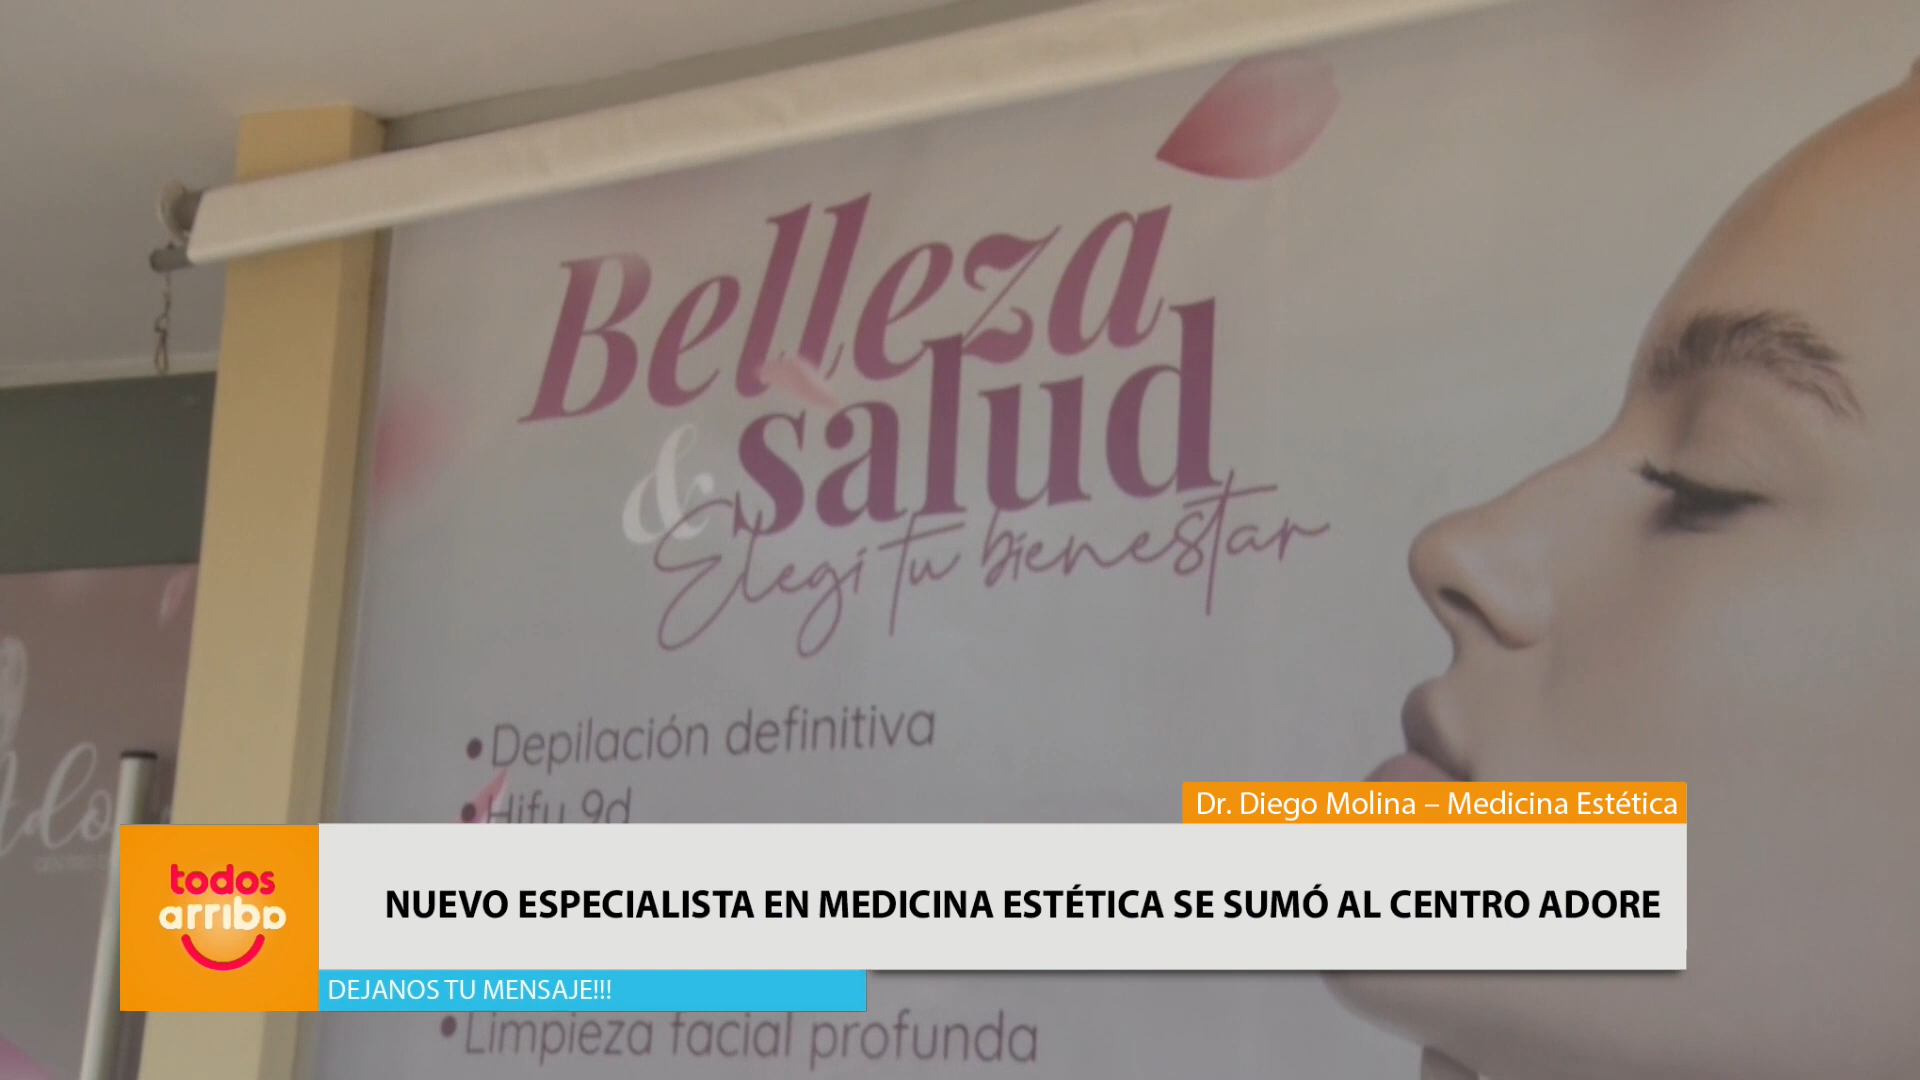 Belleza
& salud
Elegí tu bienestar
•Depilación definitiva
•Hifu 9d
Dr. Diego Molina – Medicina Estética
todos
arriba
NUEVO ESPECIALISTA EN MEDICINA ESTÉTICA SE SUMÓ AL CENTRO ADORE
DEJANOS TU MENSAJE!!!
•Limpieza facial profunda